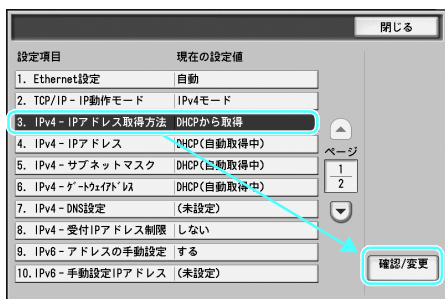 閉じる
設定項目 現在の設定値
1. Ethernet設定 自動
2. TCP/IP - IP動作モード IPv4モード
3. IPv4 - IPアドレス取得方法 DHCPから取得
4. IPv4 - IPアドレス DHCP(自動取得中)
5. IPv4 - サブネットマスク DHCP(自動取得中)
6. IPv4 - ゲートウェイアドレス DHCP(自動取得中)
7. IPv4 - DNS設定 (未設定)
8. IPv4 - 受付IPアドレス制限 しない
9. IPv6 - アドレスの手動設定 する
10. IPv6 - 手動設定IPアドレス (未設定)
ページ
1
2
確認/変更